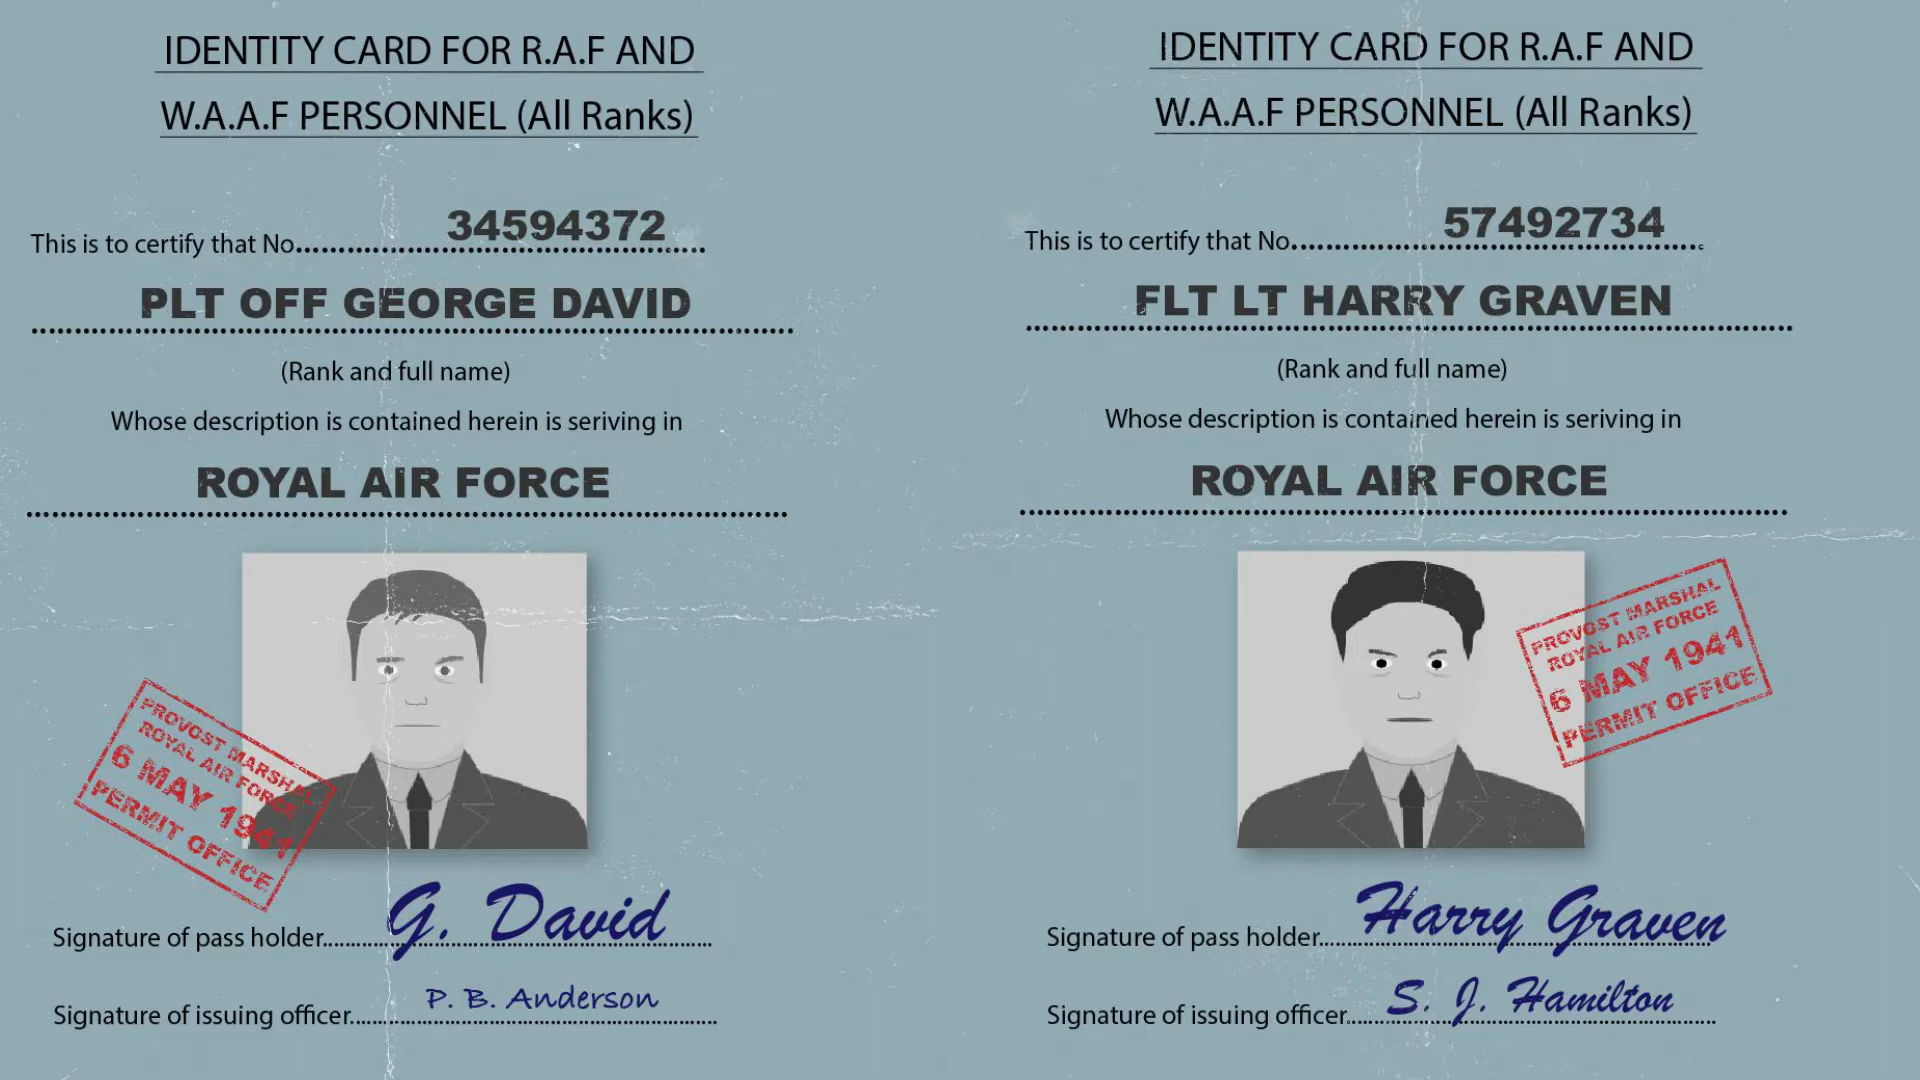 IDENTITY CARD FOR R.A.F AND
W.A.A.F PERSONNEL (All Ranks)
This is to certify that No. 34594372
PLT OFF GEORGE DAVID
(Rank and full name)
Whose description is contained herein is seriving in
ROYAL AIR FORCE
PROVOST MARSHAL
ROYAL AIR FORCE
6 MAY 1941
PERMIT OFFICE
Signature of pass holder. G. David
Signature of issuing officer. P. B. Anderson
IDENTITY CARD FOR R.A.F AND
W.A.A.F PERSONNEL (All Ranks)
This is to certify that No. 57492734
FLT LT HARRY GRAVEN
(Rank and full name)
Whose description is contained herein is seriving in
ROYAL AIR FORCE
PROVOST MARSHAL
ROYAL AIR FORCE
6 MAY 1941
PERMIT OFFICE
Signature of pass holder. Harry Graven
Signature of issuing officer. S. J. Hamilton